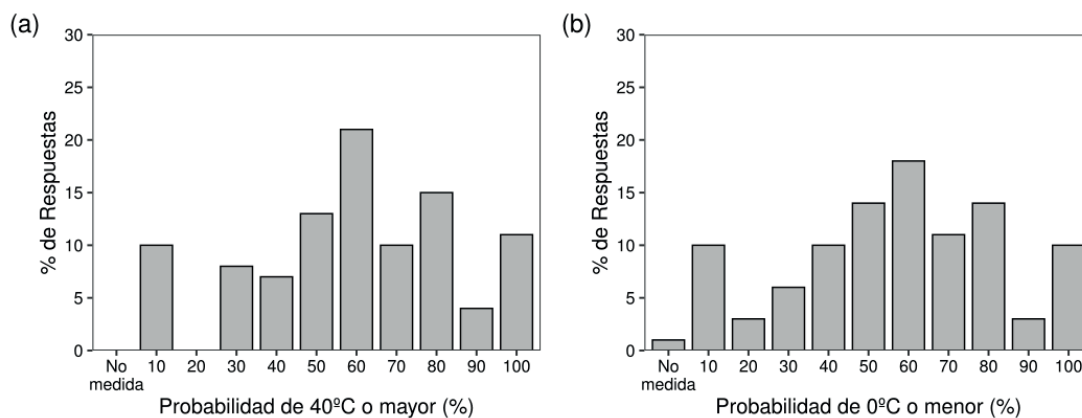 (a)
30
25
20
15
10
5
0
% de Respuestas
No
medida
10 20 30 40 50 60 70 80 90 100
Probabilidad de 40ºC o mayor (%)
(b)
30
25
20
15
10
5
0
% de Respuestas
No
medida
10 20 30 40 50 60 70 80 90 100
Probabilidad de 0ºC o menor (%)